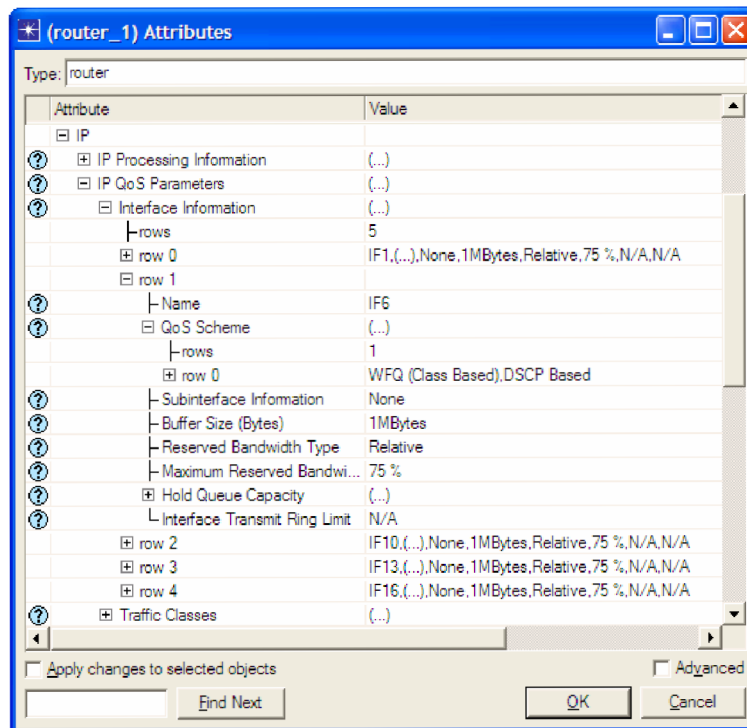 (router_1) Attributes
Type: router
Attribute Value
IP
IP Processing Information (...)
IP QoS Parameters (...)
Interface Information (...)
rows 5
row 0 IF1,(...),None,1MBytes,Relative,75 %,N/A,N/A
row 1
Name IF6
QoS Scheme (...)
rows 1
row 0 WFQ (Class Based),DSCP Based
Subinterface Information None
Buffer Size (Bytes) 1MBytes
Reserved Bandwidth Type Relative
Maximum Reserved Bandwi... 75 %
Hold Queue Capacity (...)
Interface Transmit Ring Limit N/A
row 2 IF10,(...),None,1MBytes,Relative,75 %,N/A,N/A
row 3 IF13,(...),None,1MBytes,Relative,75 %,N/A,N/A
row 4 IF16,(...),None,1MBytes,Relative,75 %,N/A,N/A
Traffic Classes (...)
Apply changes to selected objects Advanced
Find Next OK Cancel